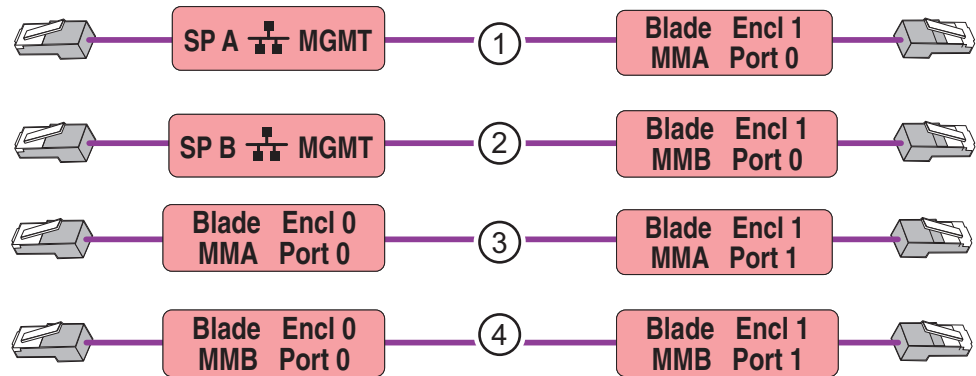 SP A MGMT
1
Blade Encl 1
MMA Port 0
SP B MGMT
2
Blade Encl 1
MMB Port 0
Blade Encl 0
MMA Port 0
3
Blade Encl 1
MMA Port 1
Blade Encl 0
MMB Port 0
4
Blade Encl 1
MMB Port 1